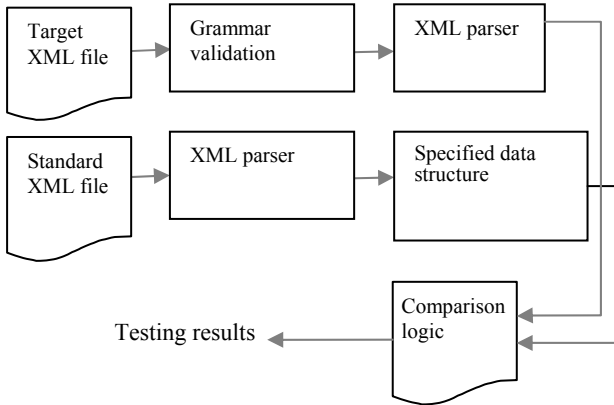 Target
XML file
Grammar
validation
XML parser
Standard
XML file
XML parser
Specified data
structure
Comparison
logic
Testing results